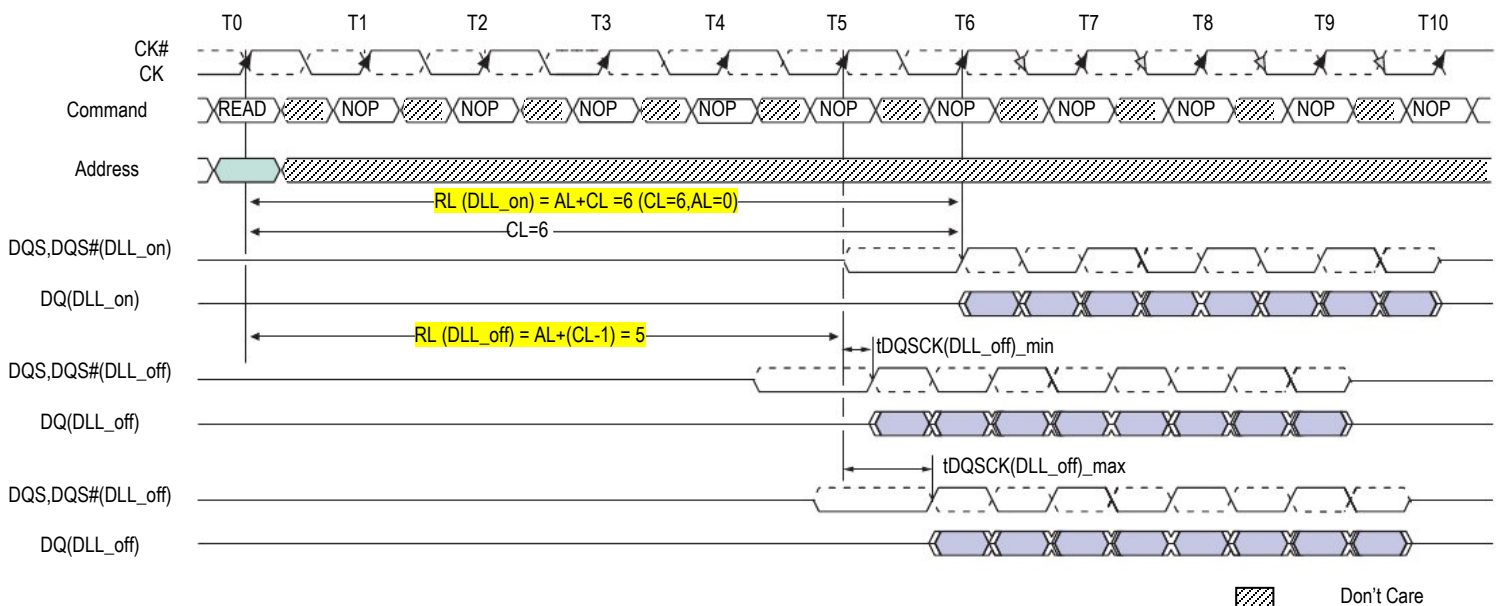 T0 T1 T2 T3 T4 T5 T6 T7 T8 T9 T10
CK#
CK
Command READ NOP NOP NOP NOP NOP NOP NOP NOP NOP NOP
Address
RL (DLL_on) = AL+CL =6 (CL=6,AL=0)
CL=6
DQS,DQS#(DLL_on)
DQ(DLL_on)
RL (DLL_off) = AL+(CL-1) = 5
tDQSCK(DLL_off)_min
DQS,DQS#(DLL_off)
DQ(DLL_off)
tDQSCK(DLL_off)_max
DQS,DQS#(DLL_off)
DQ(DLL_off)
Don't Care